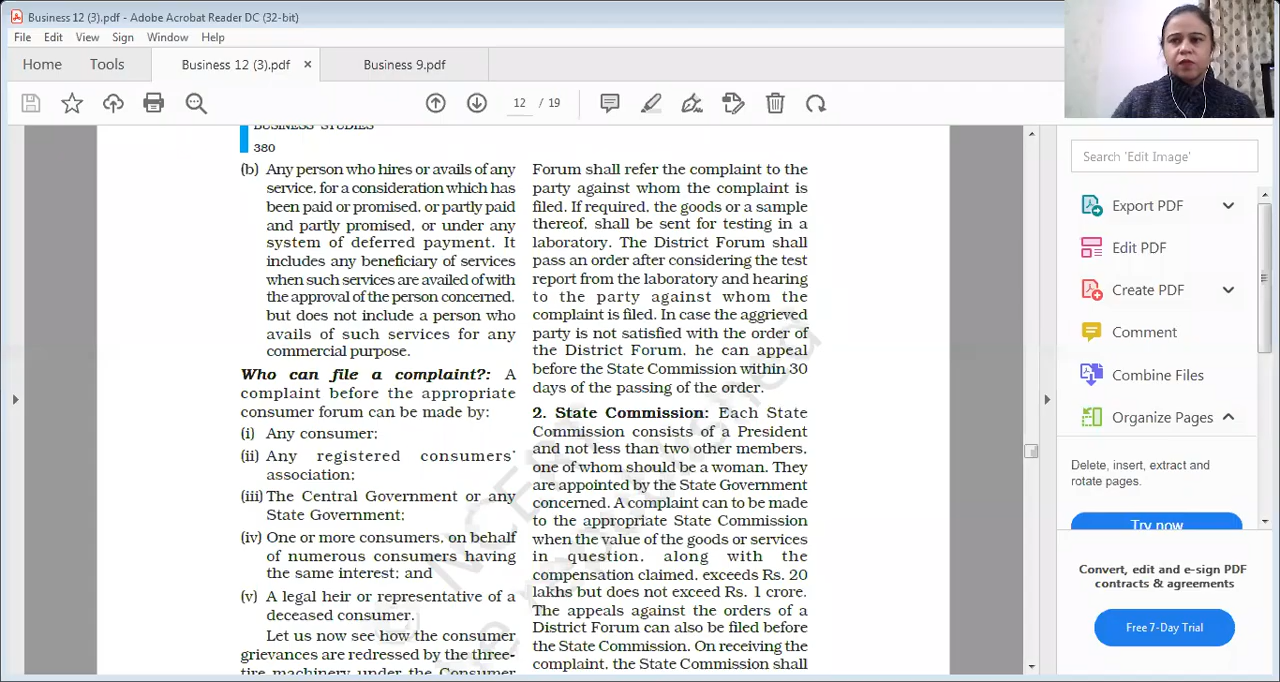 Business 12 (3).pdf - Adobe Acrobat Reader DC (32-bit)
File Edit View Sign Window Help
Home Tools Business 12 (3).pdf × Business 9.pdf
12 / 19
BUSINESS STUDIES
380
(b) Any person who hires or avails of any
service, for a consideration which has
been paid or promised, or partly paid
and partly promised, or under any
system of deferred payment. It
includes any beneficiary of services
when such services are availed of with
the approval of the person concerned,
but does not include a person who
avails of such services for any
commercial purpose.
Who can file a complaint?: A
complaint before the appropriate
consumer forum can be made by:
(i) Any consumer;
(ii) Any registered consumers'
association;
(iii) The Central Government or any
State Government;
(iv) One or more consumers, on behalf
of numerous consumers having
the same interest; and
(v) A legal heir or representative of a
deceased consumer.
Let us now see how the consumer
grievances are redressed by the three-
tire machinery under the Consumer
Forum shall refer the complaint to the
party against whom the complaint is
filed. If required, the goods or a sample
thereof, shall be sent for testing in a
laboratory. The District Forum shall
pass an order after considering the test
report from the laboratory and hearing
to the party against whom the
complaint is filed. In case the aggrieved
party is not satisfied with the order of
the District Forum, he can appeal
before the State Commission within 30
days of the passing of the order.
2. State Commission: Each State
Commission consists of a President
and not less than two other members,
one of whom should be a woman. They
are appointed by the State Government
concerned. A complaint can to be made
to the appropriate State Commission
when the value of the goods or services
in question, along with the
compensation claimed, exceeds Rs. 20
lakhs but does not exceed Rs. 1 crore.
The appeals against the orders of a
District Forum can also be filed before
the State Commission. On receiving the
complaint, the State Commission shall
Search 'Edit Image'
Export PDF
Edit PDF
Create PDF
Comment
Combine Files
Organize Pages
Delete, insert, extract and
rotate pages.
Try now
Convert, edit and e-sign PDF
contracts & agreements
Free 7-Day Trial